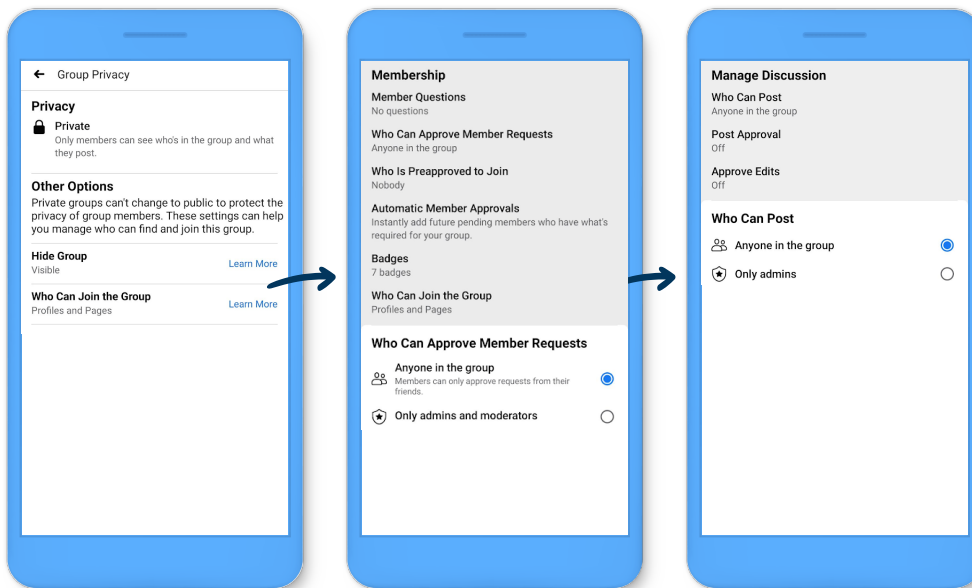 Group Privacy
Privacy
Private
Only members can see who's in the group and what
they post.
Other Options
Private groups can't change to public to protect the
privacy of group members. These settings can help
you manage who can find and join this group.
Hide Group
Visible
Learn More
Who Can Join the Group
Profiles and Pages
Learn More
Membership
Member Questions
No questions
Who Can Approve Member Requests
Anyone in the group
Who Is Preapproved to Join
Nobody
Automatic Member Approvals
Instantly add future pending members who have what's
required for your group.
Badges
7 badges
Who Can Join the Group
Profiles and Pages
Who Can Approve Member Requests
Anyone in the group
Members can only approve requests from their
friends.
Only admins and moderators
Manage Discussion
Who Can Post
Anyone in the group
Post Approval
Off
Approve Edits
Off
Who Can Post
Anyone in the group
Only admins